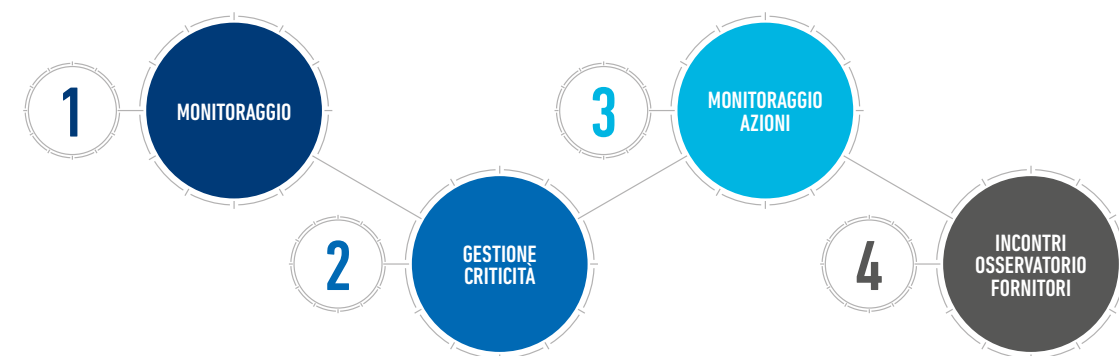 1
MONITORAGGIO
2
GESTIONE
CRITICITÀ
3
MONITORAGGIO
AZIONI
4
INCONTRI
OSSERVATORIO
FORNITORI